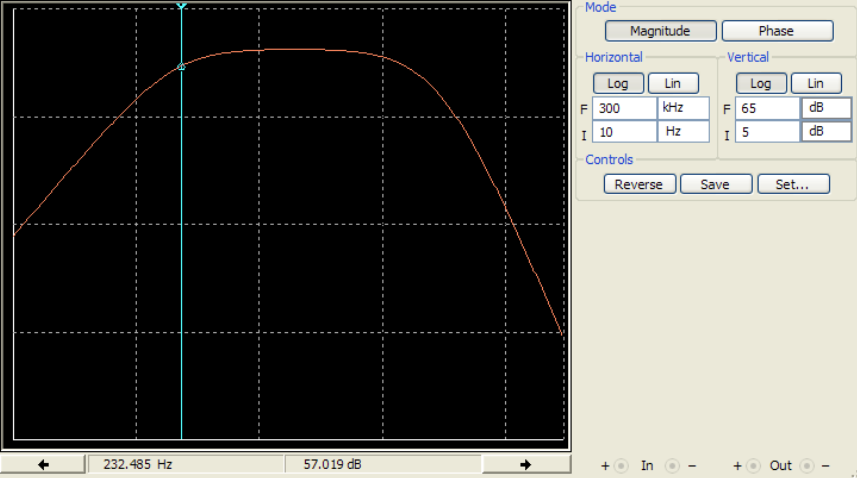 Mode
Magnitude Phase
Horizontal Vertical
Log Lin Log Lin
F 300 kHz F 65 dB
I 10 Hz I 5 dB
Controls
Reverse Save Set...
232.485 Hz 57.019 dB
+ In - + Out -